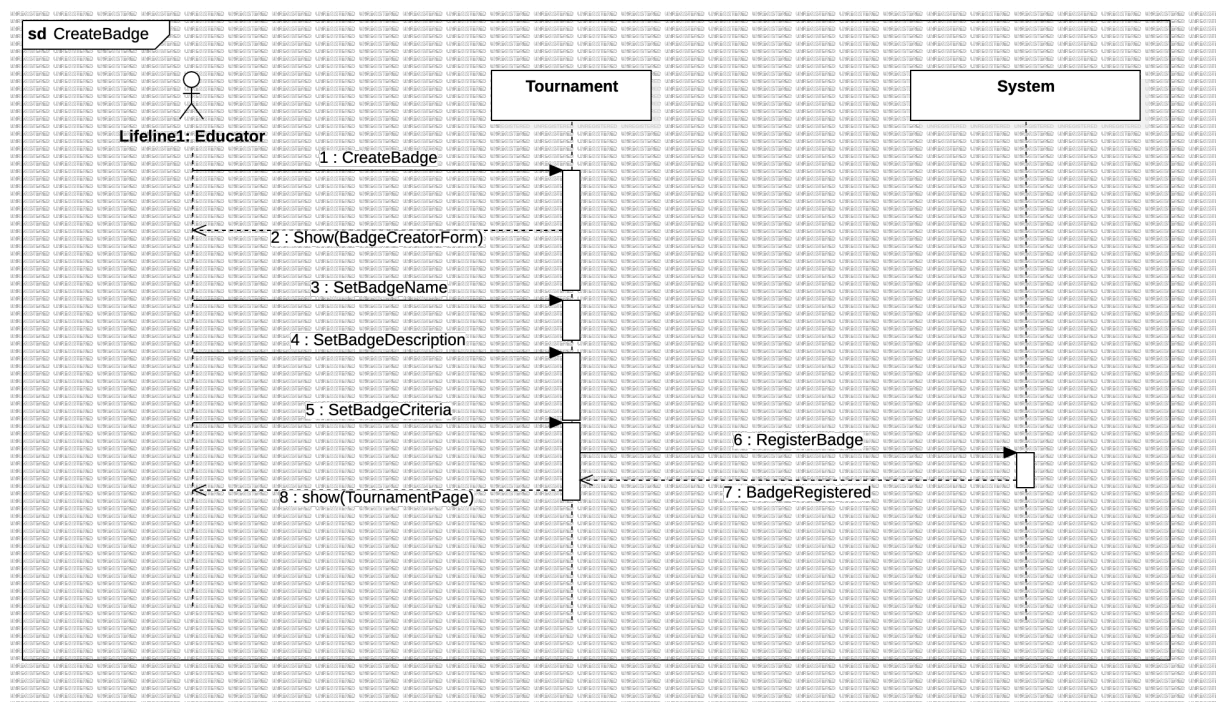 sd CreateBadge
Tournament
System
Lifeline1: Educator
1 : CreateBadge
2 : Show(BadgeCreatorForm)
3 : SetBadgeName
4 : SetBadgeDescription
5 : SetBadgeCriteria
6 : RegisterBadge
7 : BadgeRegistered
8 : show(TournamentPage)